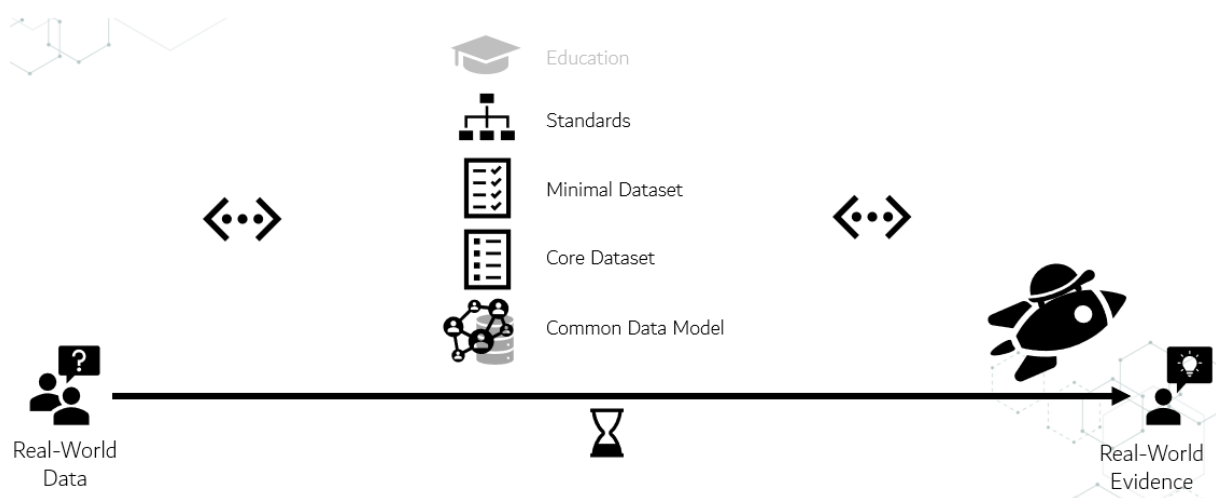 Education
Standards
Minimal Dataset
Core Dataset
Common Data Model
?
Real-World
Data
Real-World
Evidence